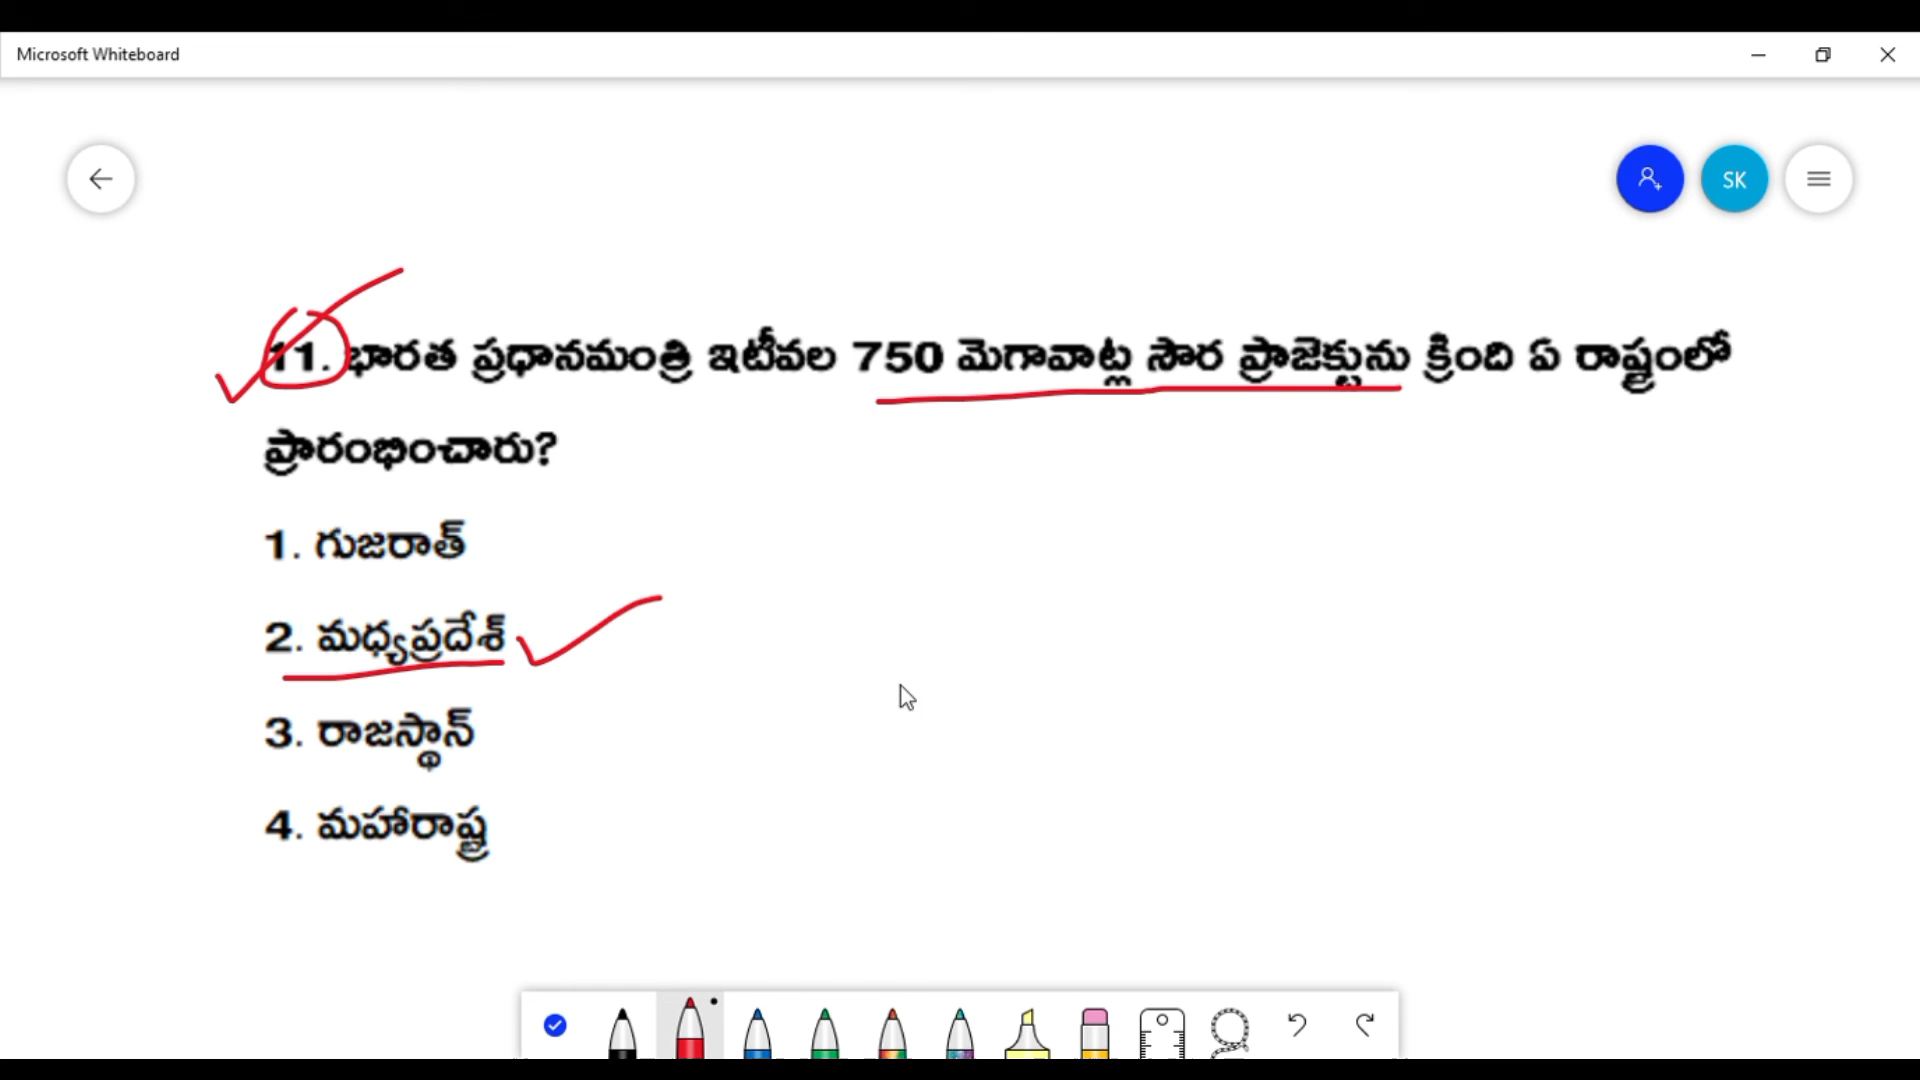 Microsoft Whiteboard
SK
11. భారత ప్రధానమంత్రి ఇటీవల 750 మెగావాట్ల సౌర ప్రాజెక్టును క్రింది ఏ రాష్ట్రంలో
ప్రారంభించారు?
1. గుజరాత్
2. మధ్యప్రదేశ్
3. రాజస్థాన్
4. మహారాష్ట్ర